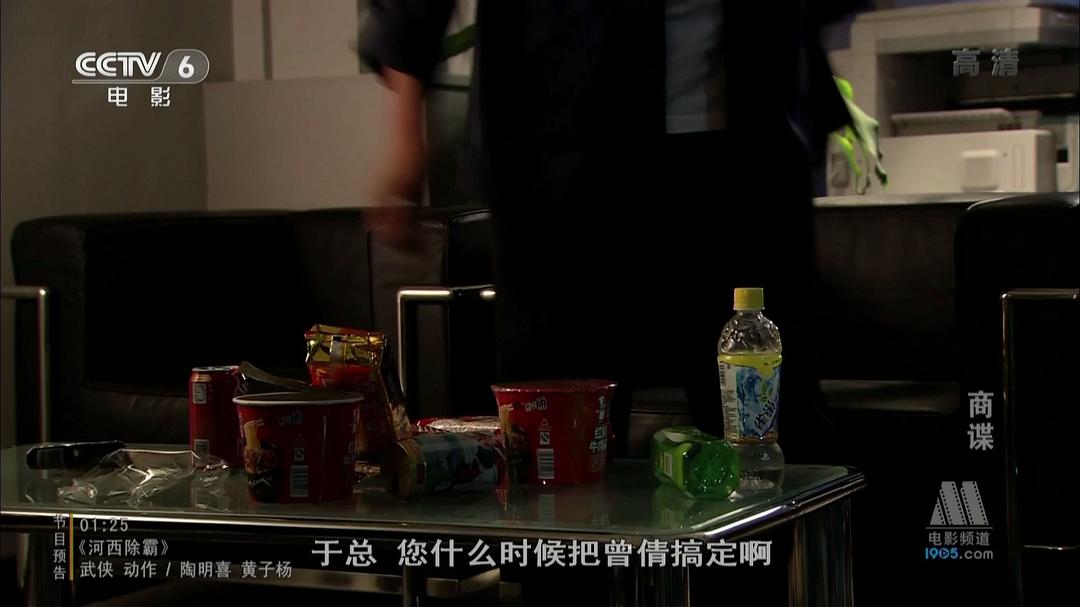 CCTV 6
电影
高清
商谍
电影频道
1905.com
节目预告
01:25
《河西除霸》
武侠 动作 / 陶明喜 黄子杨
于总 您什么时候把曾倩搞定啊